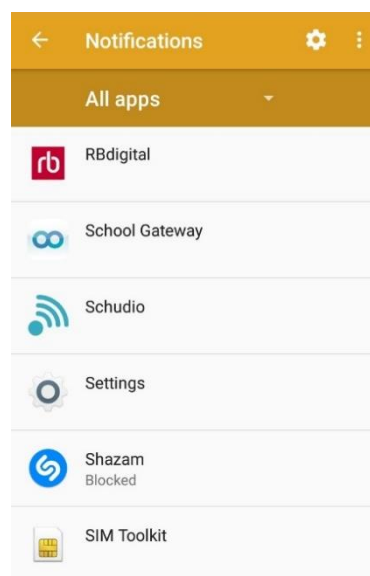 Notifications
All apps
rb
RBdigital
School Gateway
Schudio
Settings
Shazam
Blocked
SIM Toolkit